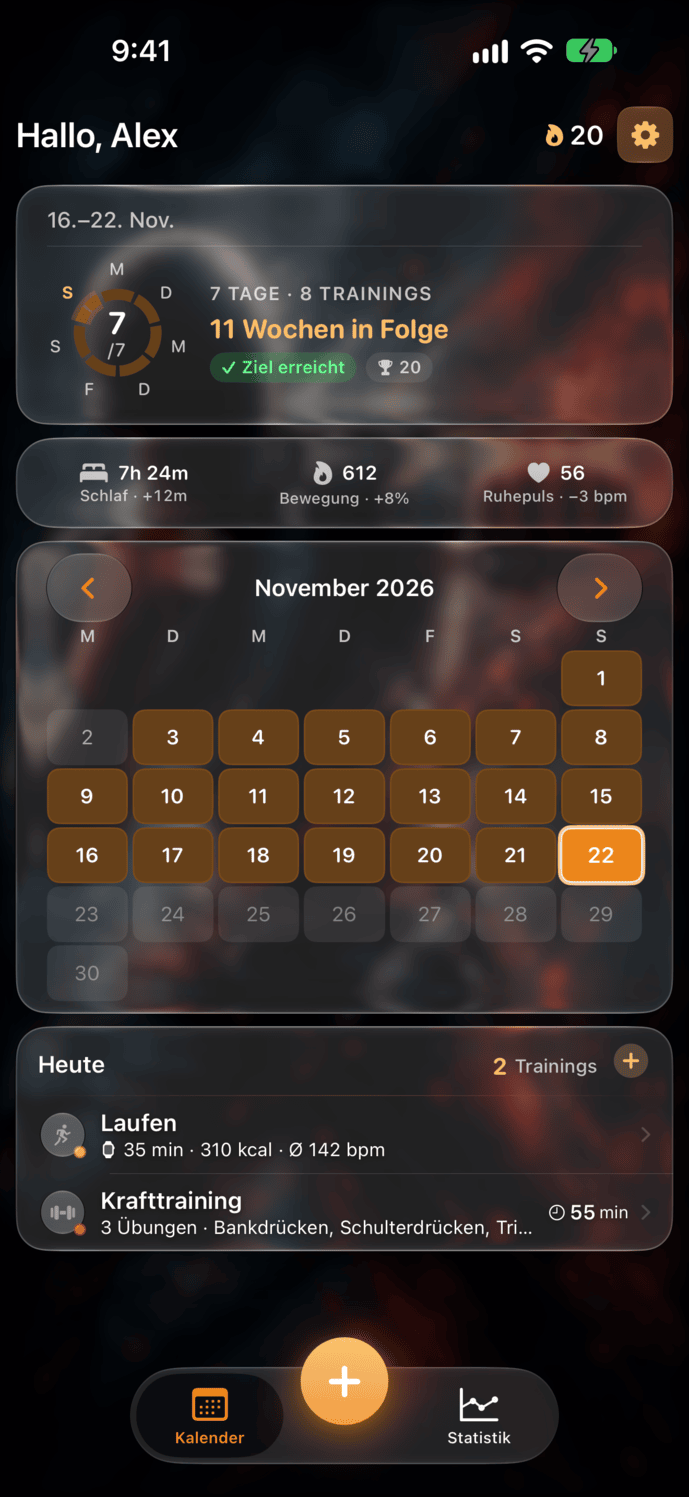 9:41
Hallo, Alex
20
16.–22. Nov.
M
D
M
D
F
S
S
7
/7
7 TAGE · 8 TRAININGS
11 Wochen in Folge
Ziel erreicht
20
7h 24m
Schlaf · +12m
612
Bewegung · +8%
56
Ruhepuls · −3 bpm
November 2026
M D M D F S S
1
2 3 4 5 6 7 8
9 10 11 12 13 14 15
16 17 18 19 20 21 22
23 24 25 26 27 28 29
30
Heute
2 Trainings
Laufen
35 min · 310 kcal · Ø 142 bpm
Krafttraining
3 Übungen · Bankdrücken, Schulterdrücken, Tri...
55 min
Kalender
Statistik